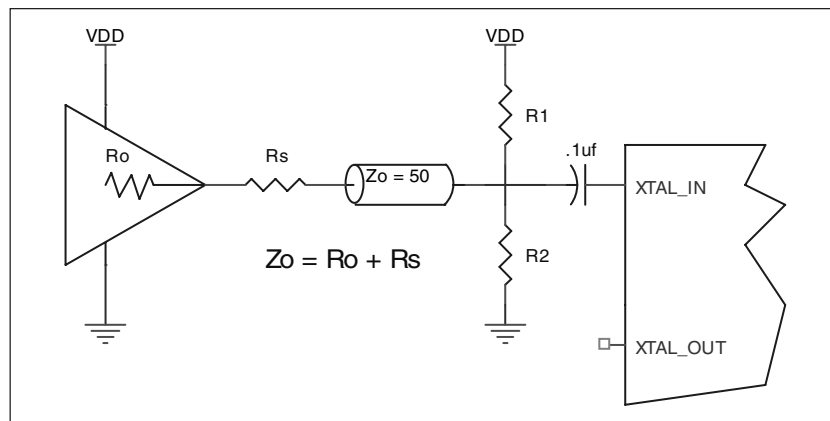 VDD
VDD
R1
Ro
Rs
.1uf
Zo = 50
XTAL_IN
Zo = Ro + Rs
R2
XTAL_OUT